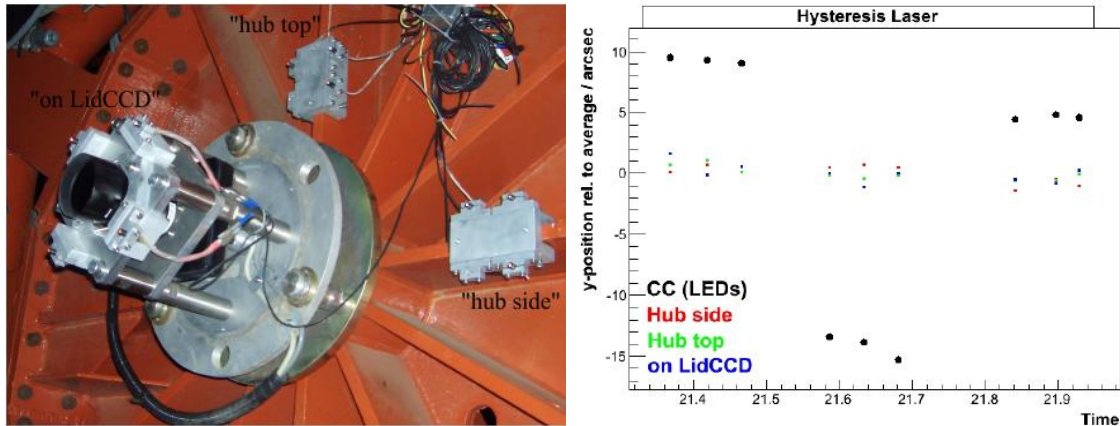 "hub top"
"on LidCCD"
"hub side"
Hysteresis Laser
y-position rel. to average / arcsec
10
5
0
-5
-10
-15
CC (LEDs)
Hub side
Hub top
on LidCCD
21.4 21.5 21.6 21.7 21.8 21.9
Time